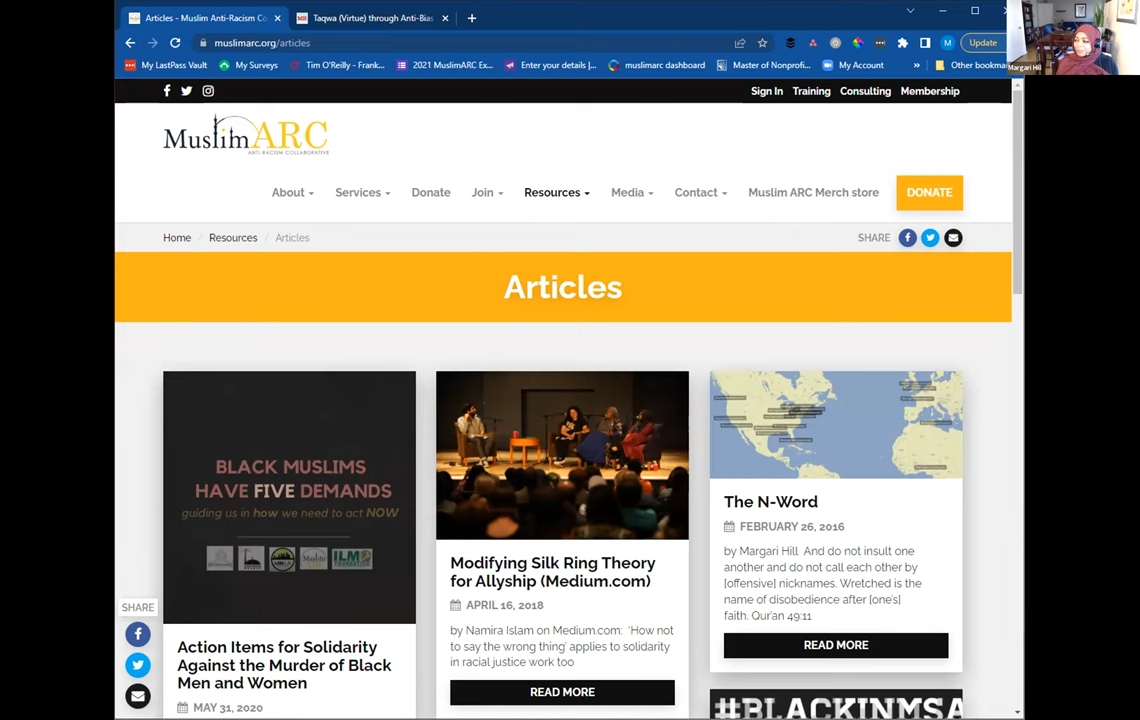 Articles - Muslim Anti-Racism Co
Taqwa (Virtue) through Anti-Bias
muslimarc.org/articles
M
Update
Margari Hill
My LastPass Vault
My Surveys
Tim O'Reilly - Frank...
2021 MuslimARC Ex...
Enter your details |...
muslimarc dashboard
Master of Nonprofi...
My Account
»
Other bookmar
Sign In
Training
Consulting
Membership
MuslimARC
ANTI-RACISM COLLABORATIVE
About
Services
Donate
Join
Resources
Media
Contact
Muslim ARC Merch store
DONATE
Home / Resources / Articles
SHARE
Articles
BLACK MUSLIMS
HAVE FIVE DEMANDS
guiding us in how we need to act NOW
ILM
FOUNDATION
Action Items for Solidarity
Against the Murder of Black
Men and Women
MAY 31, 2020
Modifying Silk Ring Theory
for Allyship (Medium.com)
APRIL 16, 2018
by Namira Islam on Medium.com: 'How not
to say the wrong thing' applies to solidarity
in racial justice work too
READ MORE
The N-Word
FEBRUARY 26, 2016
by Margari Hill And do not insult one
another and do not call each other by
[offensive] nicknames. Wretched is the
name of disobedience after [one's]
faith. Qur'an 49:11
READ MORE
#BLACKINMSA
SHARE